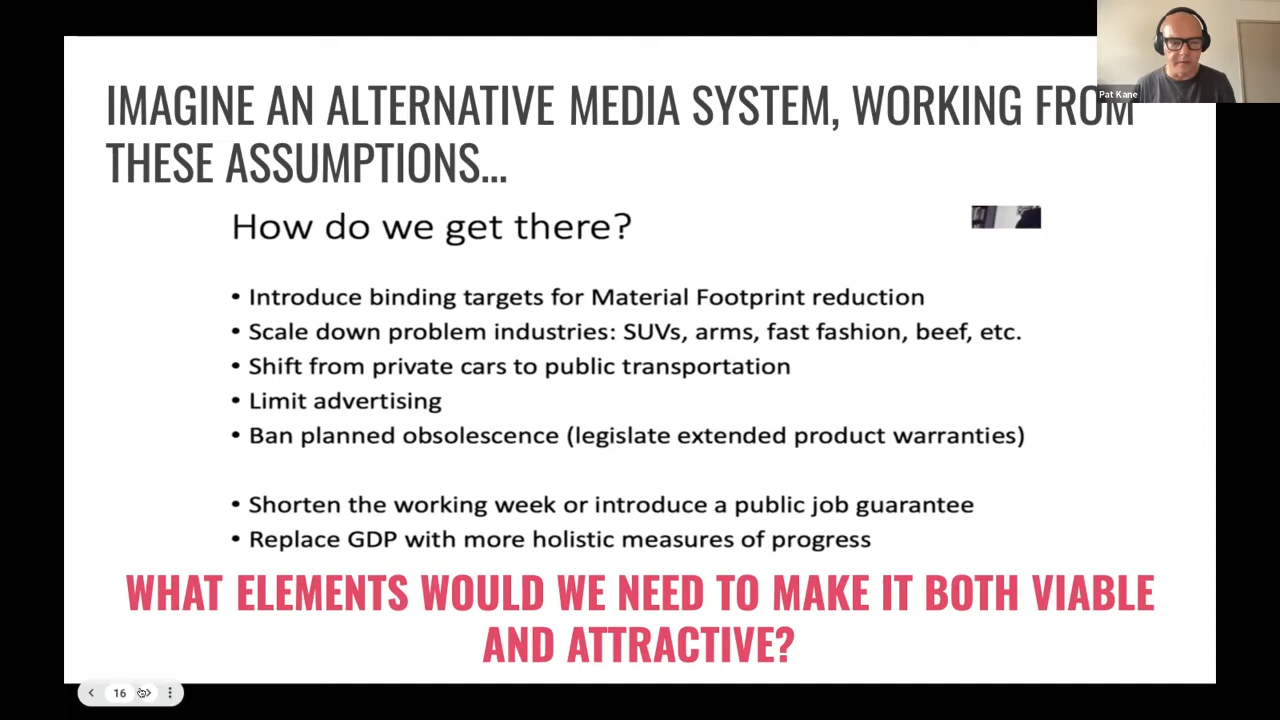 IMAGINE AN ALTERNATIVE MEDIA SYSTEM, WORKING FROM
THESE ASSUMPTIONS...
Pat Kane
How do we get there?
• Introduce binding targets for Material Footprint reduction
• Scale down problem industries: SUVs, arms, fast fashion, beef, etc.
• Shift from private cars to public transportation
• Limit advertising
• Ban planned obsolescence (legislate extended product warranties)
• Shorten the working week or introduce a public job guarantee
• Replace GDP with more holistic measures of progress
WHAT ELEMENTS WOULD WE NEED TO MAKE IT BOTH VIABLE
AND ATTRACTIVE?
16